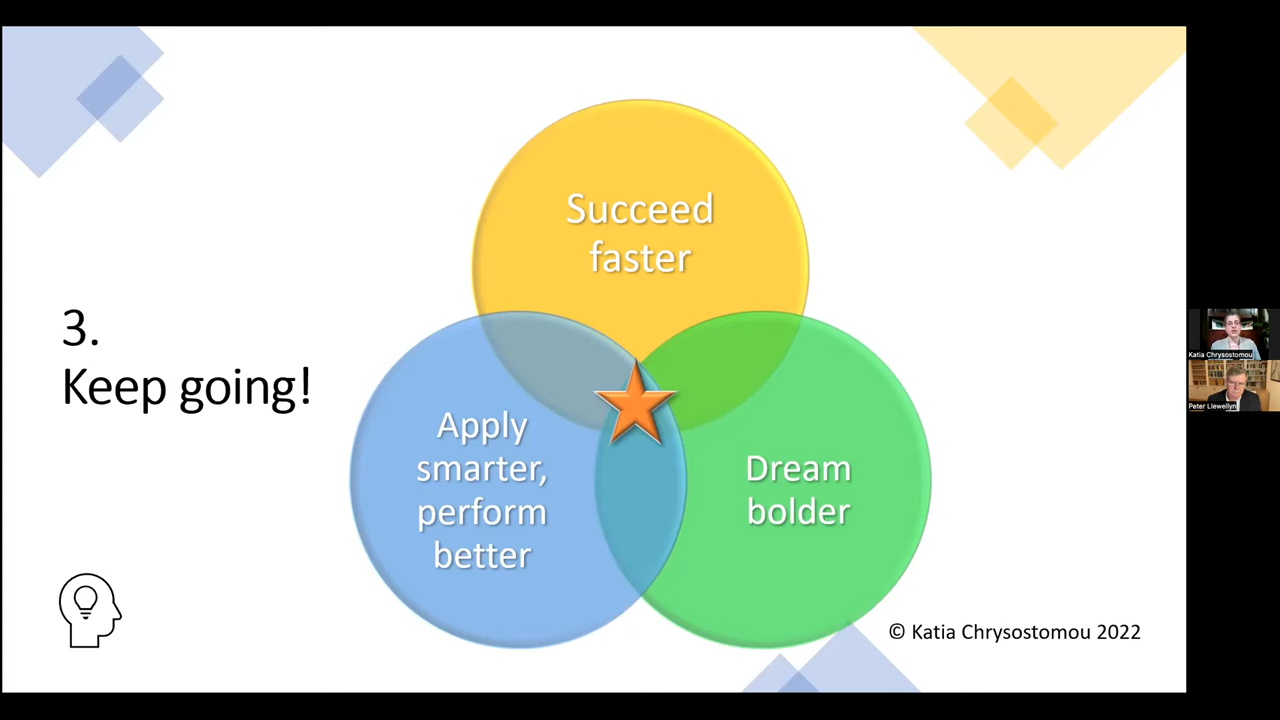 Succeed
faster
3.
Keep going!
Apply
smarter,
perform
better
Dream
bolder
© Katia Chrysostomou 2022
Katia Chrysostomou
Peter Llewellyn